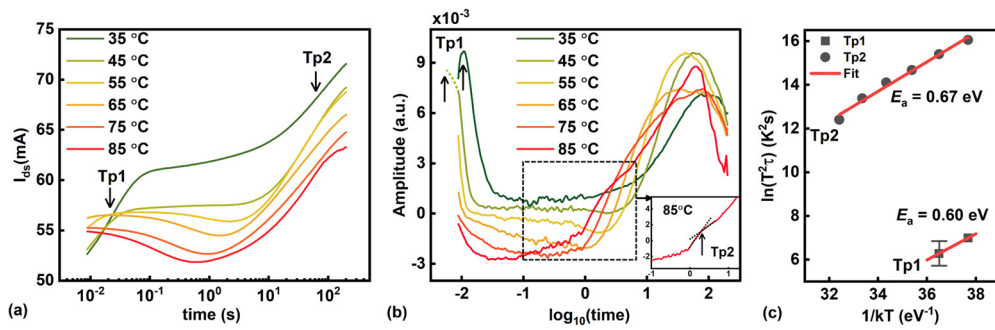 35 °C
45 °C
55 °C
65 °C
75 °C
85 °C
Tp1
Tp2
75
70
65
60
55
50
I_ds(mA)
10⁻² 10⁻¹ 10⁰ 10¹ 10²
time (s)
(a)
x10⁻³
Tp1
35 °C
45 °C
55 °C
65 °C
75 °C
85 °C
9
6
3
0
-3
Amplitude (a.u.)
85°C
4
2
0
-2
-1 0 1
Tp2
-2 -1 0 1 2
log₁₀(time)
(b)
Tp1
Tp2
Fit
Eₐ = 0.67 eV
Tp2
Eₐ = 0.60 eV
Tp1
16
14
12
10
8
6
ln(T²τ) (K²s)
32 34 36 38
1/kT (eV⁻¹)
(c)